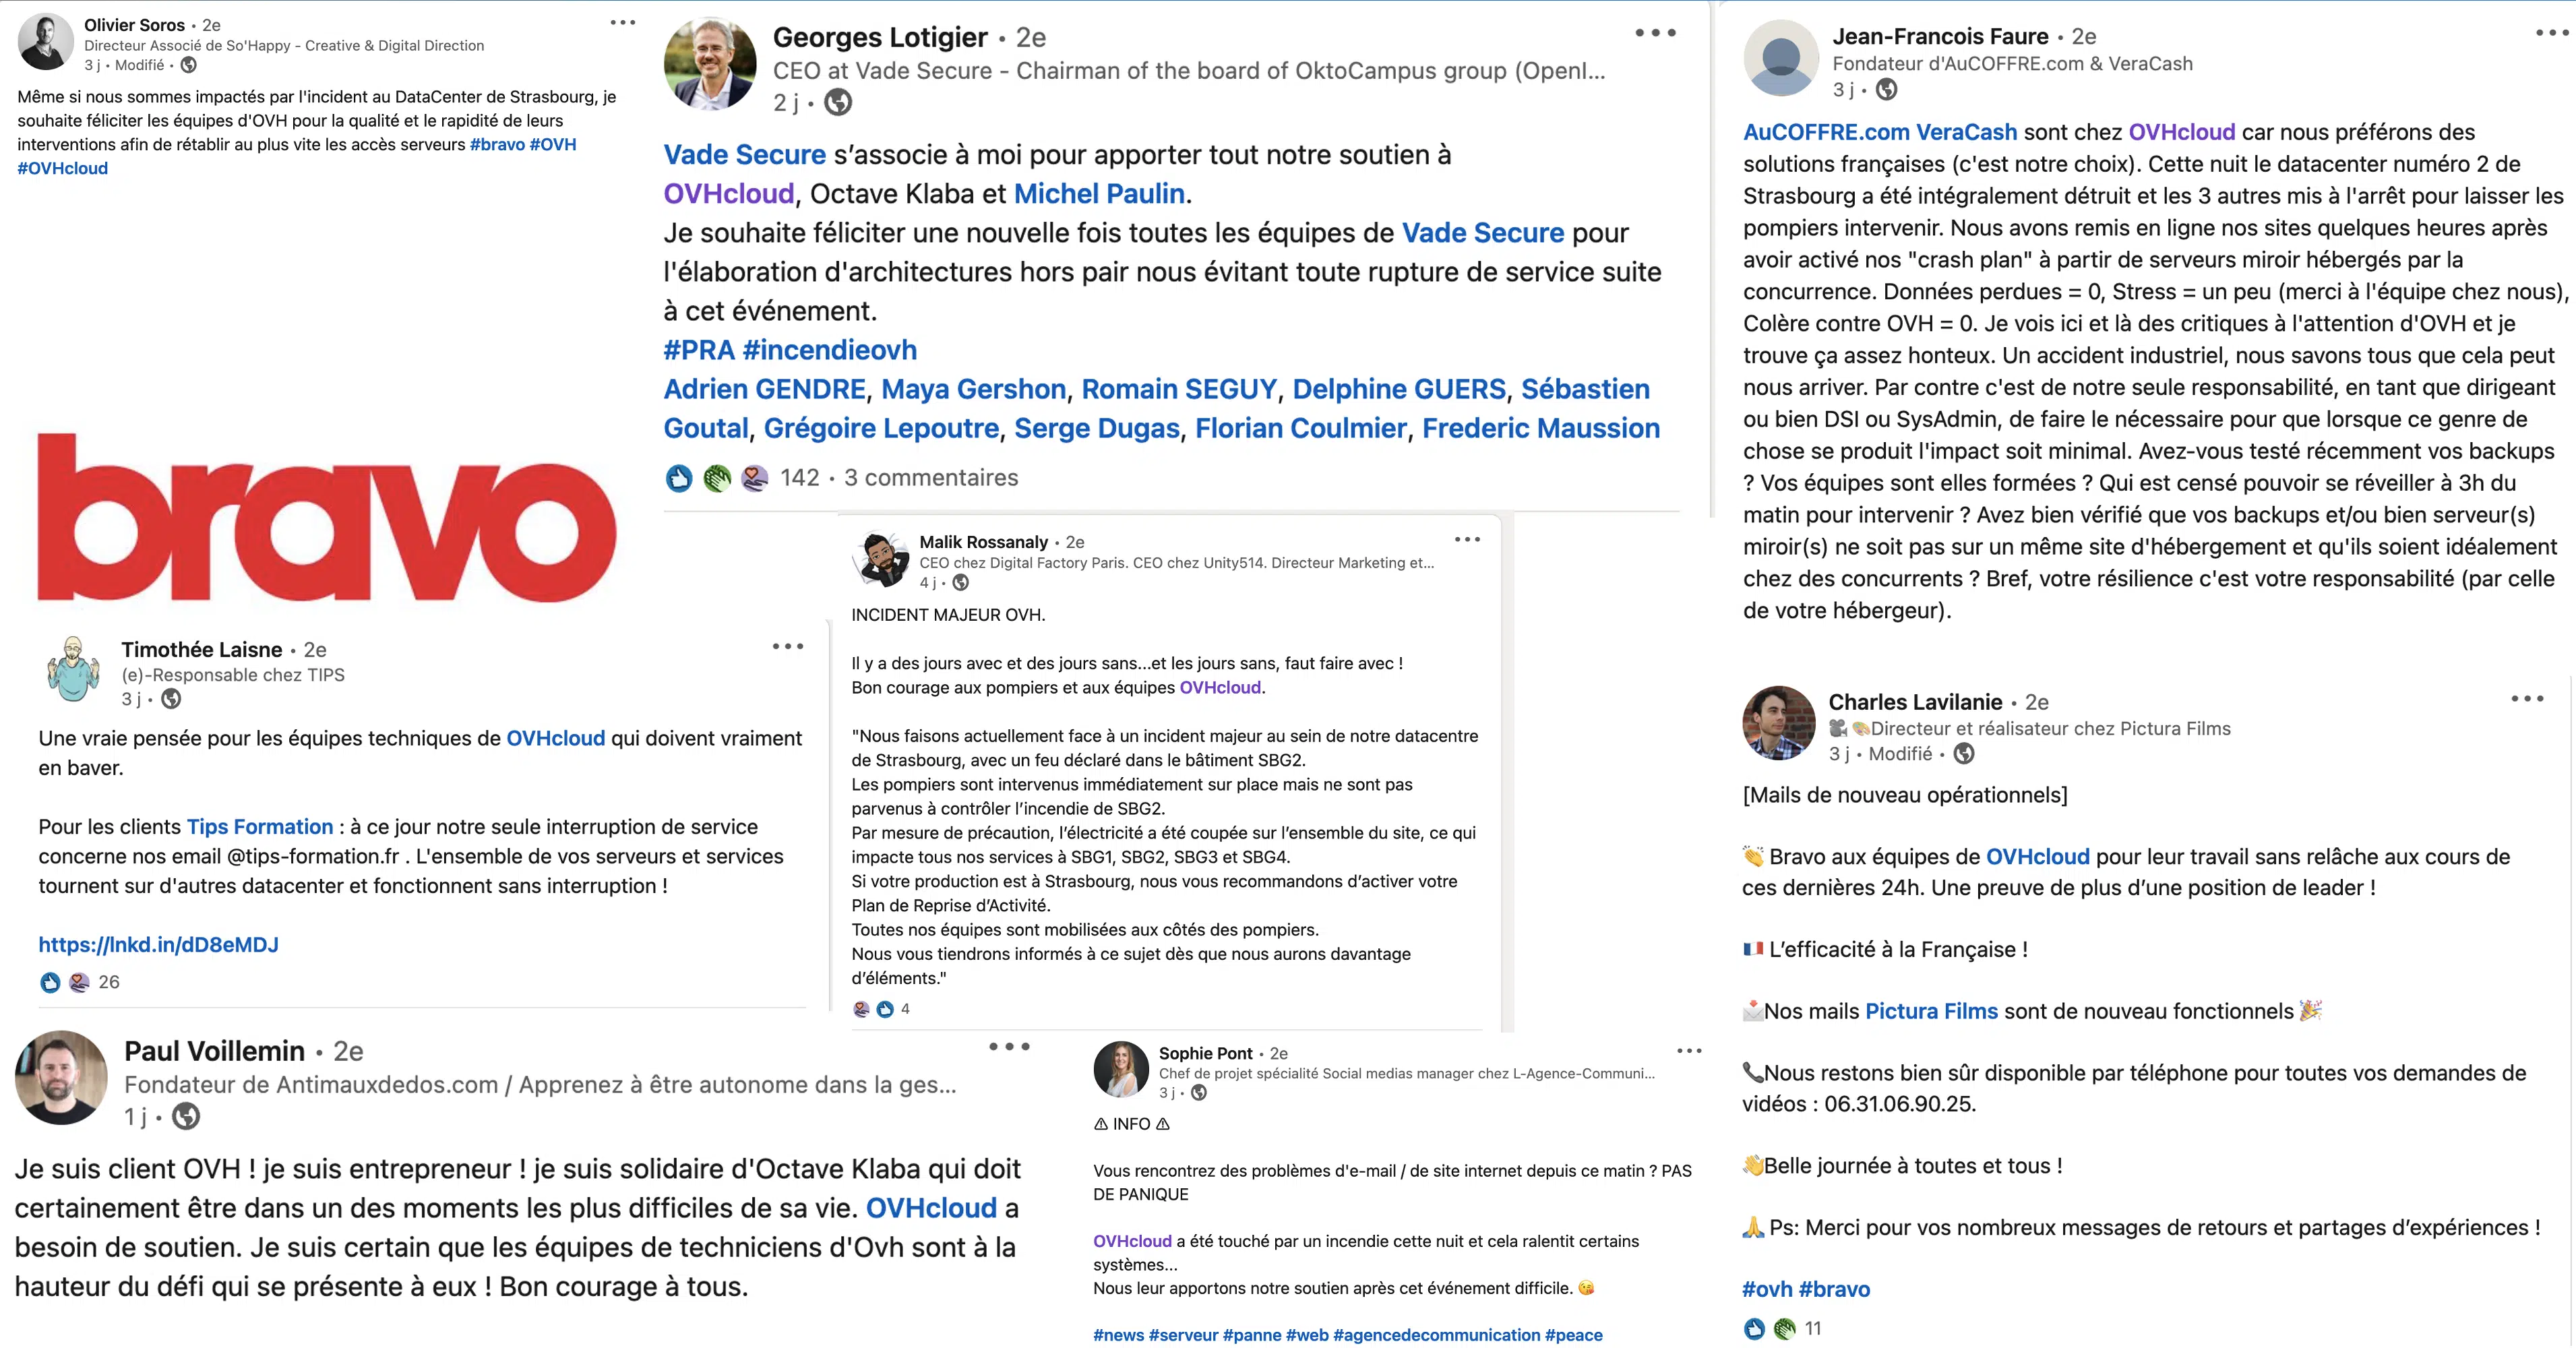 Olivier Soros • 2e
Directeur Associé de So'Happy - Creative & Digital Direction
3 j • Modifié •
Même si nous sommes impactés par l'incident au DataCenter de Strasbourg, je
souhaite féliciter les équipes d'OVH pour la qualité et le rapidité de leurs
interventions afin de rétablir au plus vite les accès serveurs #bravo #OVH
#OVHcloud
bravo
Georges Lotigier • 2e
CEO at Vade Secure - Chairman of the board of OktoCampus group (OpenI...
2 j •
Vade Secure s’associe à moi pour apporter tout notre soutien à
OVHcloud, Octave Klaba et Michel Paulin.
Je souhaite féliciter une nouvelle fois toutes les équipes de Vade Secure pour
l'élaboration d'architectures hors pair nous évitant toute rupture de service suite
à cet événement.
#PRA #incendieovh
Adrien GENDRE, Maya Gershon, Romain SEGUY, Delphine GUERS, Sébastien
Goutal, Grégoire Lepoutre, Serge Dugas, Florian Coulmier, Frederic Maussion
142 • 3 commentaires
Jean-Francois Faure • 2e
Fondateur d'AuCOFFRE.com & VeraCash
3 j •
AuCOFFRE.com VeraCash sont chez OVHcloud car nous préférons des
solutions françaises (c'est notre choix). Cette nuit le datacenter numéro 2 de
Strasbourg a été intégralement détruit et les 3 autres mis à l'arrêt pour laisser les
pompiers intervenir. Nous avons remis en ligne nos sites quelques heures après
avoir activé nos "crash plan" à partir de serveurs miroir hébergés par la
concurrence. Données perdues = 0, Stress = un peu (merci à l'équipe chez nous),
Colère contre OVH = 0. Je vois ici et là des critiques à l'attention d'OVH et je
trouve ça assez honteux. Un accident industriel, nous savons tous que cela peut
nous arriver. Par contre c'est de notre seule responsabilité, en tant que dirigeant
ou bien DSI ou SysAdmin, de faire le nécessaire pour que lorsque ce genre de
chose se produit l'impact soit minimal. Avez-vous testé récemment vos backups
? Vos équipes sont elles formées ? Qui est censé pouvoir se réveiller à 3h du
matin pour intervenir ? Avez bien vérifié que vos backups et/ou bien serveur(s)
miroir(s) ne soit pas sur un même site d'hébergement et qu'ils soient idéalement
chez des concurrents ? Bref, votre résilience c'est votre responsabilité (par celle
de votre hébergeur).
Timothée Laisne • 2e
(e)-Responsable chez TIPS
3 j •
Une vraie pensée pour les équipes techniques de OVHcloud qui doivent vraiment
en baver.
Pour les clients Tips Formation : à ce jour notre seule interruption de service
concerne nos email @tips-formation.fr . L'ensemble de vos serveurs et services
tournent sur d'autres datacenter et fonctionnent sans interruption !
https://lnkd.in/dD8eMDJ
26
Malik Rossanaly • 2e
CEO chez Digital Factory Paris. CEO chez Unity514. Directeur Marketing et...
4 j •
INCIDENT MAJEUR OVH.
Il y a des jours avec et des jours sans...et les jours sans, faut faire avec !
Bon courage aux pompiers et aux équipes OVHcloud.
"Nous faisons actuellement face à un incident majeur au sein de notre datacentre
de Strasbourg, avec un feu déclaré dans le bâtiment SBG2.
Les pompiers sont intervenus immédiatement sur place mais ne sont pas
parvenus à contrôler l’incendie de SBG2.
Par mesure de précaution, l’électricité a été coupée sur l’ensemble du site, ce qui
impacte tous nos services à SBG1, SBG2, SBG3 et SBG4.
Si votre production est à Strasbourg, nous vous recommandons d’activer votre
Plan de Reprise d’Activité.
Toutes nos équipes sont mobilisées aux côtés des pompiers.
Nous vous tiendrons informés à ce sujet dès que nous aurons davantage
d’éléments."
4
Charles Lavilanie • 2e
🎥 🎨Directeur et réalisateur chez Pictura Films
3 j • Modifié •
[Mails de nouveau opérationnels]
👏 Bravo aux équipes de OVHcloud pour leur travail sans relâche aux cours de
ces dernières 24h. Une preuve de plus d’une position de leader !
🇫🇷 L’efficacité à la Française !
📩Nos mails Pictura Films sont de nouveau fonctionnels 🎉
📞Nous restons bien sûr disponible par téléphone pour toutes vos demandes de
vidéos : 06.31.06.90.25.
👋Belle journée à toutes et tous !
🙏 Ps: Merci pour vos nombreux messages de retours et partages d’expériences !
#ovh #bravo
11
Paul Voillemin • 2e
Fondateur de Antimauxdedos.com / Apprenez à être autonome dans la ges...
1 j •
Je suis client OVH ! je suis entrepreneur ! je suis solidaire d'Octave Klaba qui doit
certainement être dans un des moments les plus difficiles de sa vie. OVHcloud a
besoin de soutien. Je suis certain que les équipes de techniciens d'Ovh sont à la
hauteur du défi qui se présente à eux ! Bon courage à tous.
Sophie Pont • 2e
Chef de projet spécialité Social medias manager chez L-Agence-Communi...
3 j •
⚠ INFO ⚠
Vous rencontrez des problèmes d'e-mail / de site internet depuis ce matin ? PAS
DE PANIQUE
OVHcloud a été touché par un incendie cette nuit et cela ralentit certains
systèmes...
Nous leur apportons notre soutien après cet événement difficile. 😘
#news #serveur #panne #web #agencedecommunication #peace